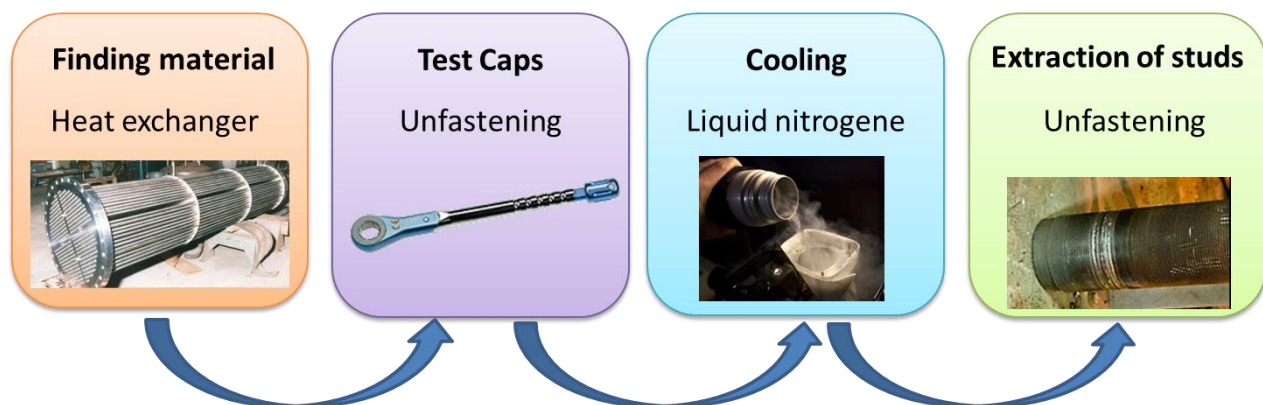 Finding material
Heat exchanger
Test Caps
Unfastening
Cooling
Liquid nitrogene
Extraction of studs
Unfastening